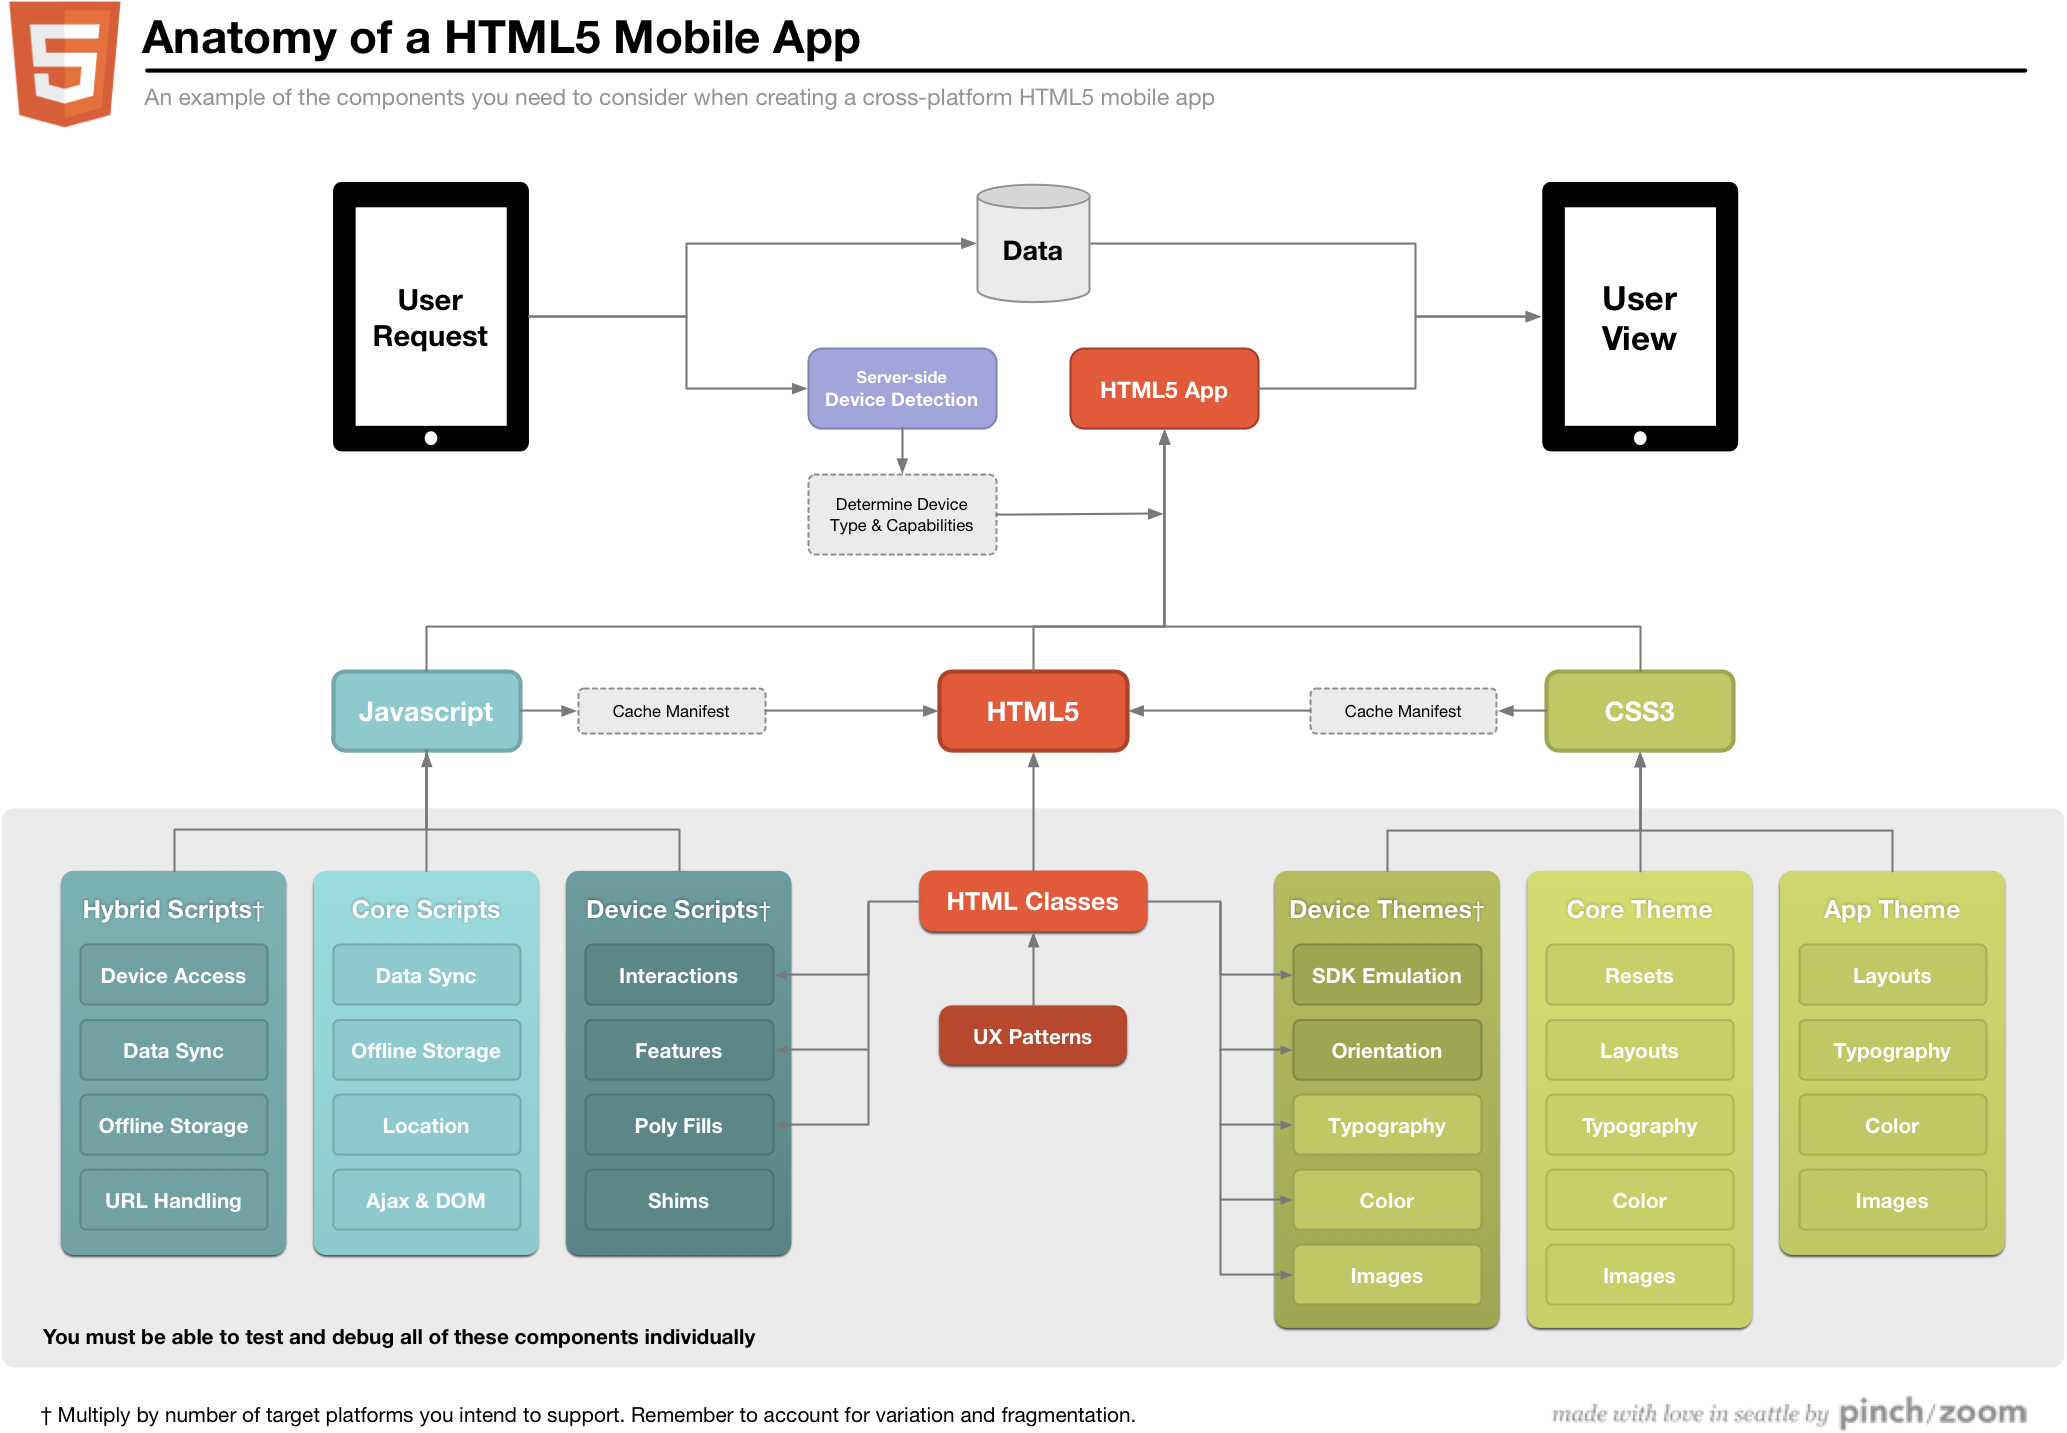 Anatomy of a HTML5 Mobile App
An example of the components you need to consider when creating a cross-platform HTML5 mobile app
User
Request
Data
User
View
Server-side
Device Detection
HTML5 App
Determine Device
Type & Capabilities
Javascript
Cache Manifest
HTML5
Cache Manifest
CSS3
Hybrid Scripts†
Device Access
Data Sync
Offline Storage
URL Handling
Core Scripts
Data Sync
Offline Storage
Location
Ajax & DOM
Device Scripts†
Interactions
Features
Poly Fills
Shims
HTML Classes
UX Patterns
Device Themes†
SDK Emulation
Orientation
Typography
Color
Images
Core Theme
Resets
Layouts
Typography
Color
Images
App Theme
Layouts
Typography
Color
Images
You must be able to test and debug all of these components individually
† Multiply by number of target platforms you intend to support. Remember to account for variation and fragmentation.
made with love in seattle by pinch/zoom